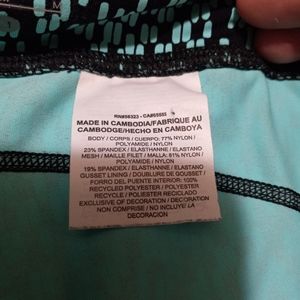 M
RN#56323 - CA#05553
MADE IN CAMBODIA/FABRIQUE AU
CAMBODGE/HECHO EN CAMBOYA
BODY / CORPS / CUERPO: 77% NYLON /
POLYAMIDE / NYLON
23% SPANDEX / ELASTHANNE / ELASTANO
MESH / MAILLE FILET / MALLA: 81% NYLON /
POLYAMIDE / NYLON
19% SPANDEX / ELASTHANNE / ELASTANO
GUSSET LINING / DOUBLURE DE GOUSSET /
FORRO DEL PUENTE INTERIOR: 100%
RECYCLED POLYESTER / POLYESTER
RECYCLÉ / POLIESTER RECICLADO
EXCLUSIVE OF DECORATION / DECORATION
NON COMPRISE / NO INCLUYE LA
DECORACION